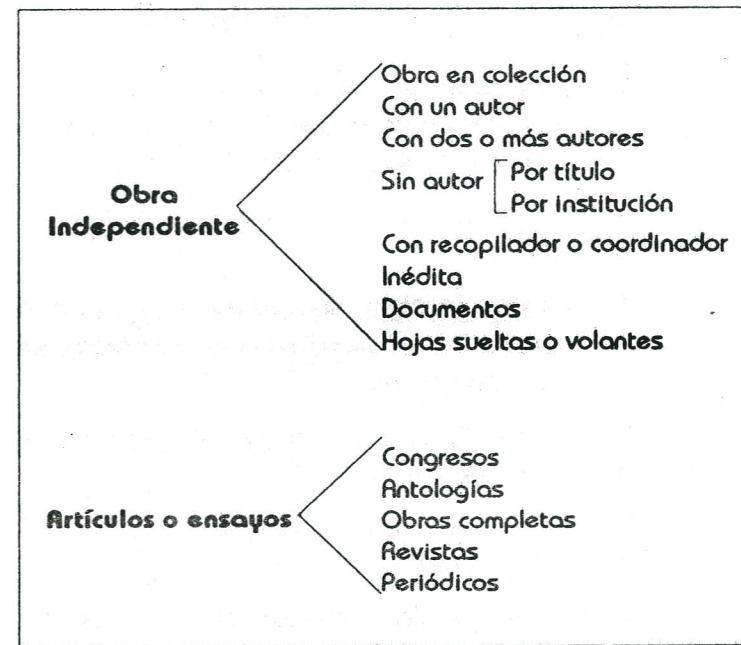 Obra en colección
Con un autor
Con dos o más autores
Sin autor
Por título
Por institución
Obra
Independiente
Con recopilador o coordinador
Inédita
Documentos
Hojas sueltas o volantes
Congresos
Antologías
Artículos o ensayos
Obras completas
Revistas
Periódicos